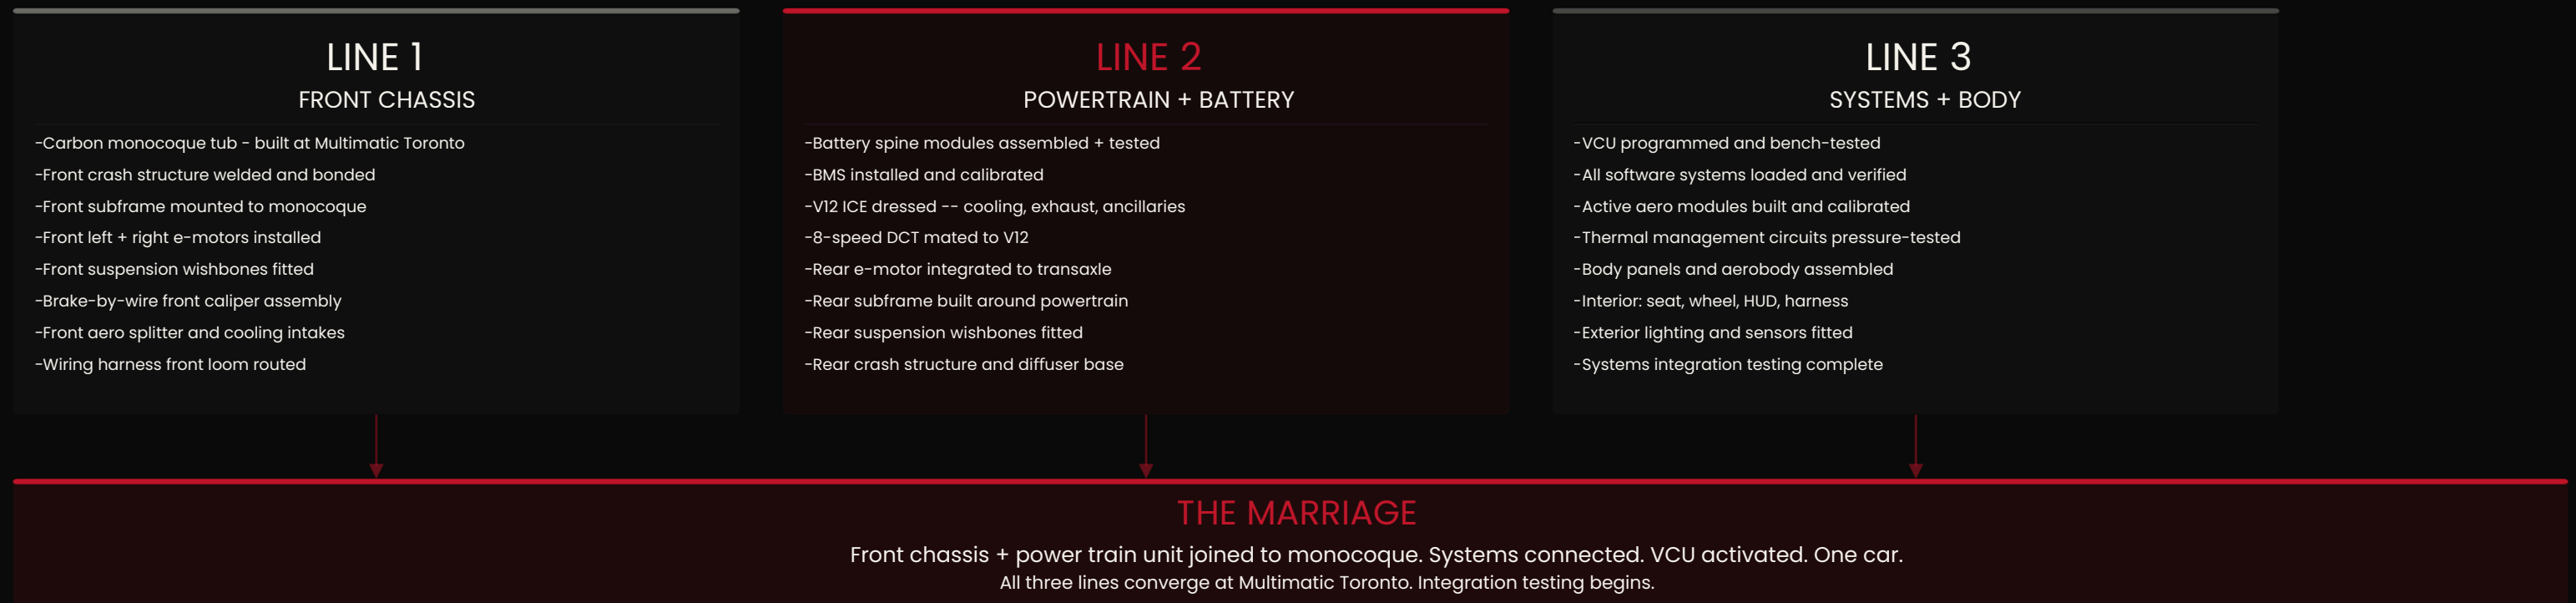 LINE 1
FRONT CHASSIS
-Carbon monocoque tub - built at Multimatic Toronto
-Front crash structure welded and bonded
-Front subframe mounted to monocoque
-Front left + right e-motors installed
-Front suspension wishbones fitted
-Brake-by-wire front caliper assembly
-Front aero splitter and cooling intakes
-Wiring harness front loom routed
LINE 2
POWERTRAIN + BATTERY
-Battery spine modules assembled + tested
-BMS installed and calibrated
-V12 ICE dressed -- cooling, exhaust, ancillaries
-8-speed DCT mated to V12
-Rear e-motor integrated to transaxle
-Rear subframe built around powertrain
-Rear suspension wishbones fitted
-Rear crash structure and diffuser base
LINE 3
SYSTEMS + BODY
-VCU programmed and bench-tested
-All software systems loaded and verified
-Active aero modules built and calibrated
-Thermal management circuits pressure-tested
-Body panels and aerobody assembled
-Interior: seat, wheel, HUD, harness
-Exterior lighting and sensors fitted
-Systems integration testing complete
THE MARRIAGE
Front chassis + power train unit joined to monocoque. Systems connected. VCU activated. One car.
All three lines converge at Multimatic Toronto. Integration testing begins.